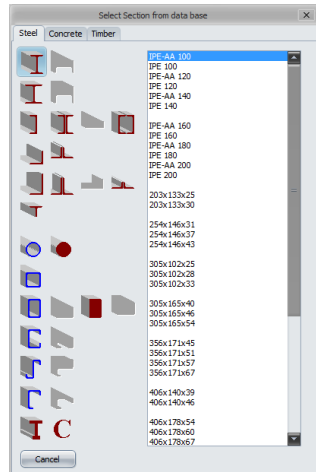 Select Section from data base
Steel Concrete Timber
IPE-AA 100
IPE 100
IPE-AA 120
IPE 120
IPE-AA 140
IPE 140
IPE-AA 160
IPE 160
IPE-AA 180
IPE 180
IPE-AA 200
IPE 200
203x133x25
203x133x30
254x146x31
254x146x37
254x146x43
305x102x25
305x102x28
305x102x33
305x165x40
305x165x46
305x165x54
356x171x45
356x171x51
356x171x57
356x171x67
406x140x39
406x140x46
406x178x54
406x178x60
406x178x67
C
Cancel